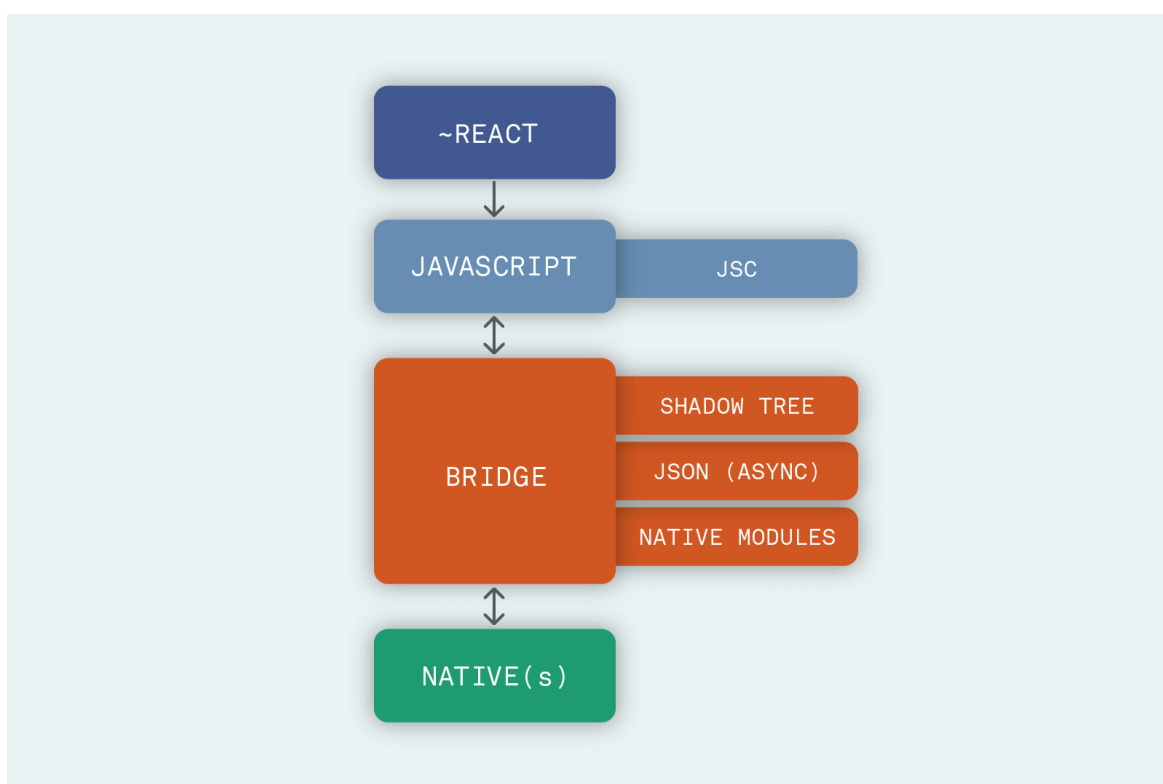 ~REACT
JAVASCRIPT
JSC
BRIDGE
SHADOW TREE
JSON (ASYNC)
NATIVE MODULES
NATIVE(s)